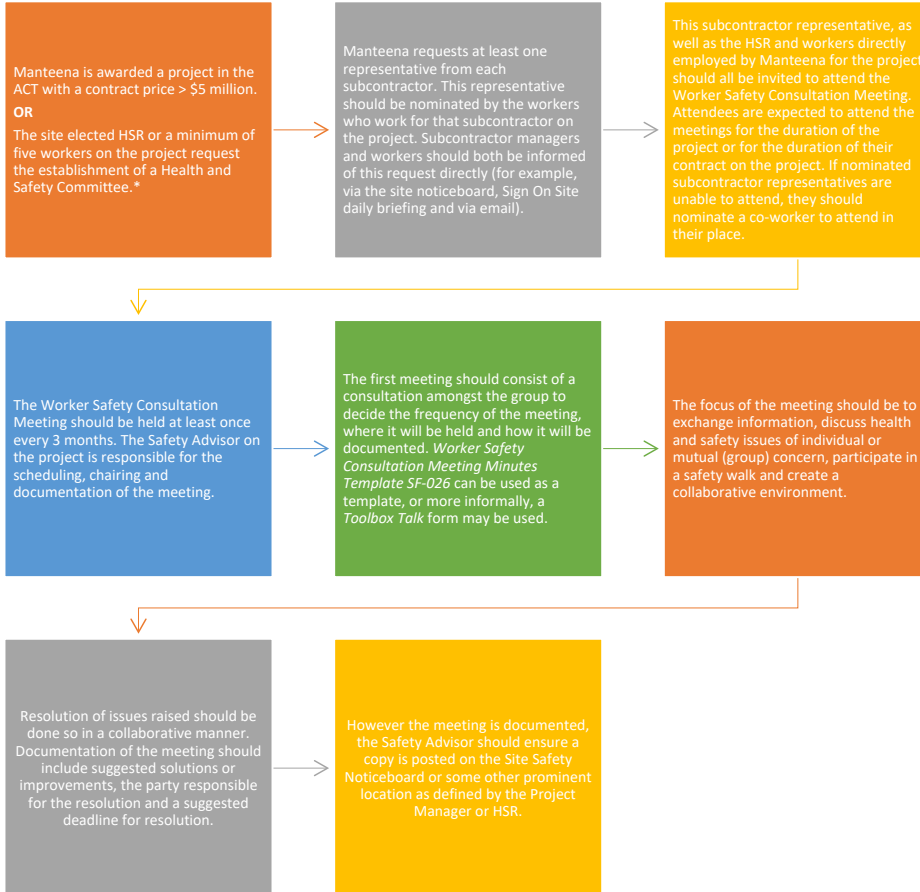 Manteena is awarded a project in the
ACT with a contract price > $5 million.
OR
The site elected HSR or a minimum of
five workers on the project request
the establishment of a Health and
Safety Committee.*
Manteena requests at least one
representative from each
subcontractor. This representative
should be nominated by the workers
who work for that subcontractor on
the project. Subcontractor managers
and workers should both be informed
of this request directly (for example,
via the site noticeboard, Sign On Site
daily briefing and via email).
This subcontractor representative, as
well as the HSR and workers directly
employed by Manteena for the project
should all be invited to attend the
Worker Safety Consultation Meeting.
Attendees are expected to attend the
meetings for the duration of the
project or for the duration of their
contract on the project. If nominated
subcontractor representatives are
unable to attend, they should
nominate a co-worker to attend in
their place.
The Worker Safety Consultation
Meeting should be held at least once
every 3 months. The Safety Advisor on
the project is responsible for the
scheduling, chairing and
documentation of the meeting.
The first meeting should consist of a
consultation amongst the group to
decide the frequency of the meeting,
where it will be held and how it will be
documented. Worker Safety
Consultation Meeting Minutes
Template SF-026 can be used as a
template, or more informally, a
Toolbox Talk form may be used.
The focus of the meeting should be to
exchange information, discuss health
and safety issues of individual or
mutual (group) concern, participate in
a safety walk and create a
collaborative environment.
Resolution of issues raised should be
done so in a collaborative manner.
Documentation of the meeting should
include suggested solutions or
improvements, the party responsible
for the resolution and a suggested
deadline for resolution.
However the meeting is documented,
the Safety Advisor should ensure a
copy is posted on the Site Safety
Noticeboard or some other prominent
location as defined by the Project
Manager or HSR.